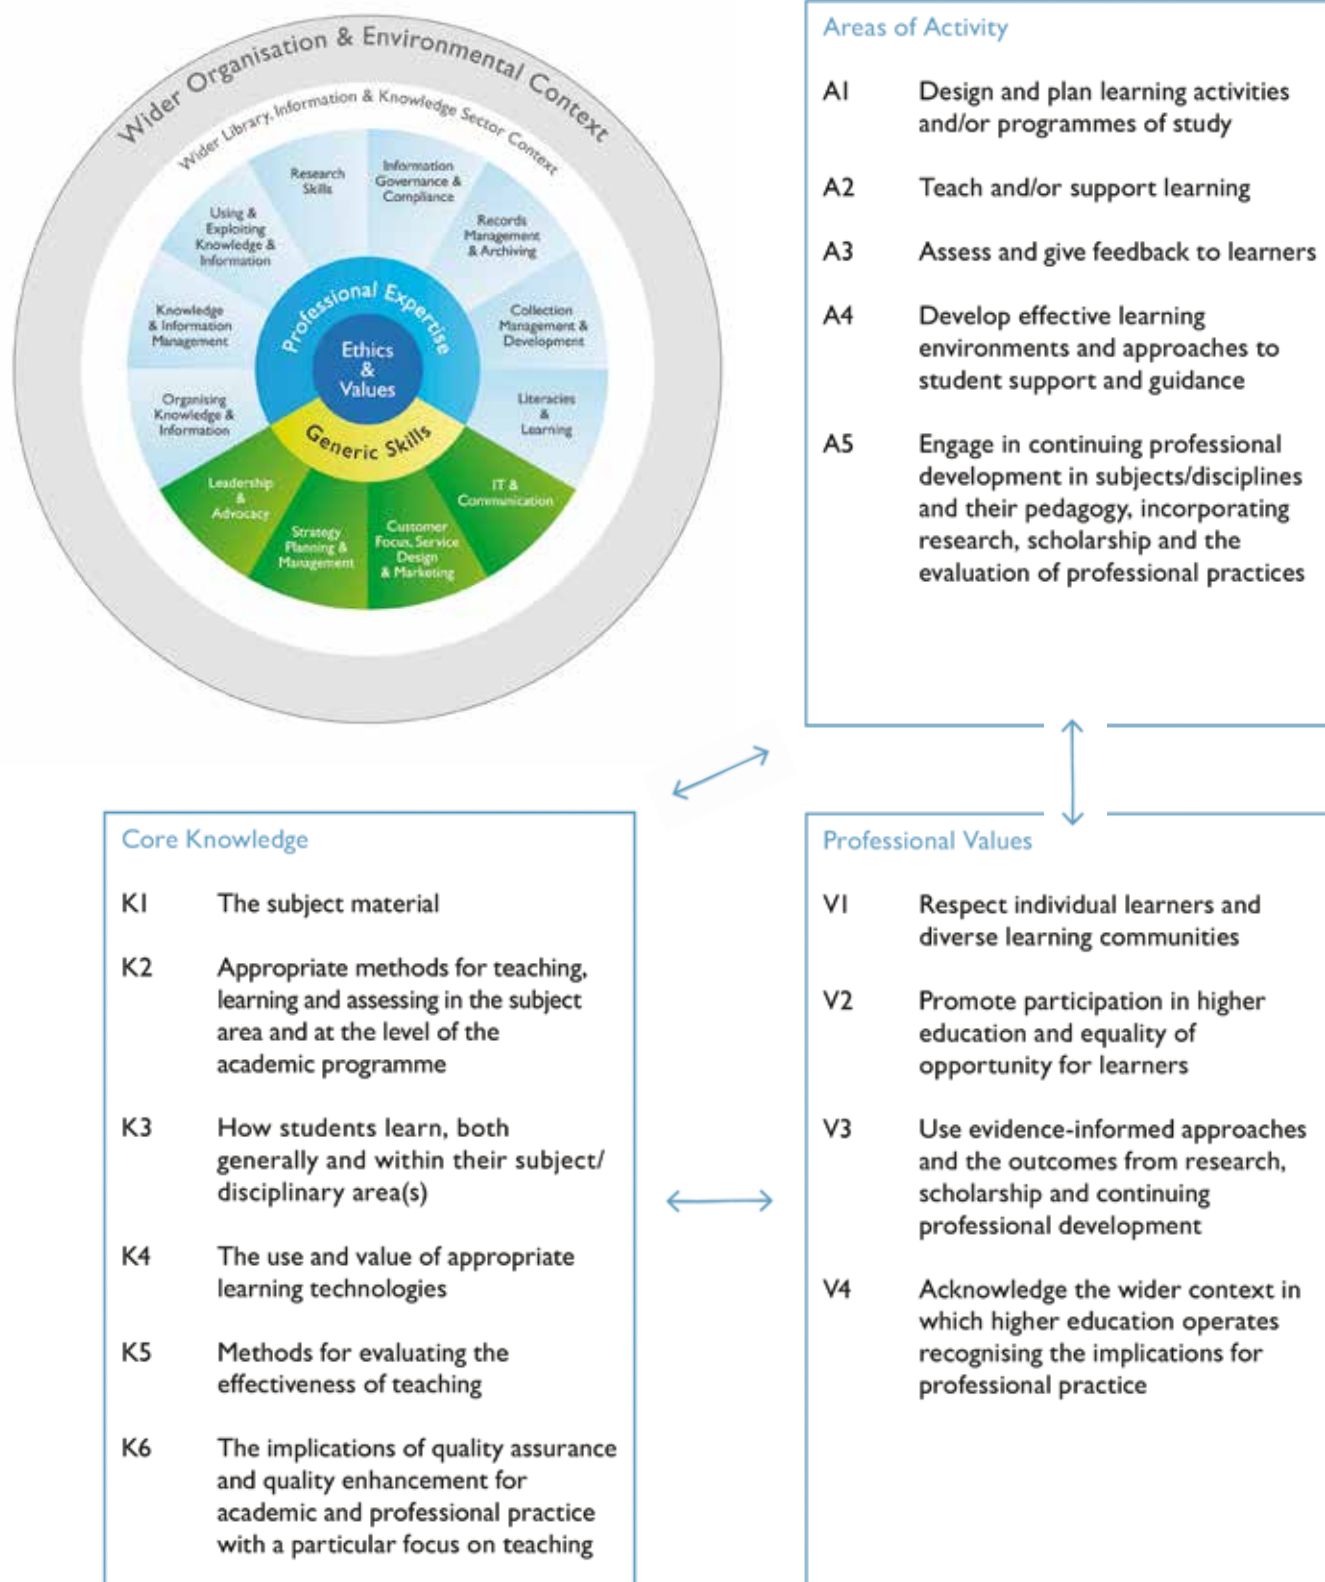 Wider Organisation & Environmental Context
Wider Library, Information & Knowledge Sector Context
Research
Skills
Information
Governance &
Compliance
Using &
Exploiting
Knowledge &
Information
Records
Management
& Archiving
Knowledge
& Information
Management
Collection
Management &
Development
Organising
Knowledge &
Information
Literacies
&
Learning
Professional Expertise
Ethics
&
Values
Generic Skills
Leadership
&
Advocacy
Strategy
Planning &
Management
Customer
Focus, Service
Design
& Marketing
IT &
Communication
Areas of Activity
A1 Design and plan learning activities
and/or programmes of study
A2 Teach and/or support learning
A3 Assess and give feedback to learners
A4 Develop effective learning
environments and approaches to
student support and guidance
A5 Engage in continuing professional
development in subjects/disciplines
and their pedagogy, incorporating
research, scholarship and the
evaluation of professional practices
Core Knowledge
K1 The subject material
K2 Appropriate methods for teaching,
learning and assessing in the subject
area and at the level of the
academic programme
K3 How students learn, both
generally and within their subject/
disciplinary area(s)
K4 The use and value of appropriate
learning technologies
K5 Methods for evaluating the
effectiveness of teaching
K6 The implications of quality assurance
and quality enhancement for
academic and professional practice
with a particular focus on teaching
Professional Values
V1 Respect individual learners and
diverse learning communities
V2 Promote participation in higher
education and equality of
opportunity for learners
V3 Use evidence-informed approaches
and the outcomes from research,
scholarship and continuing
professional development
V4 Acknowledge the wider context in
which higher education operates
recognising the implications for
professional practice